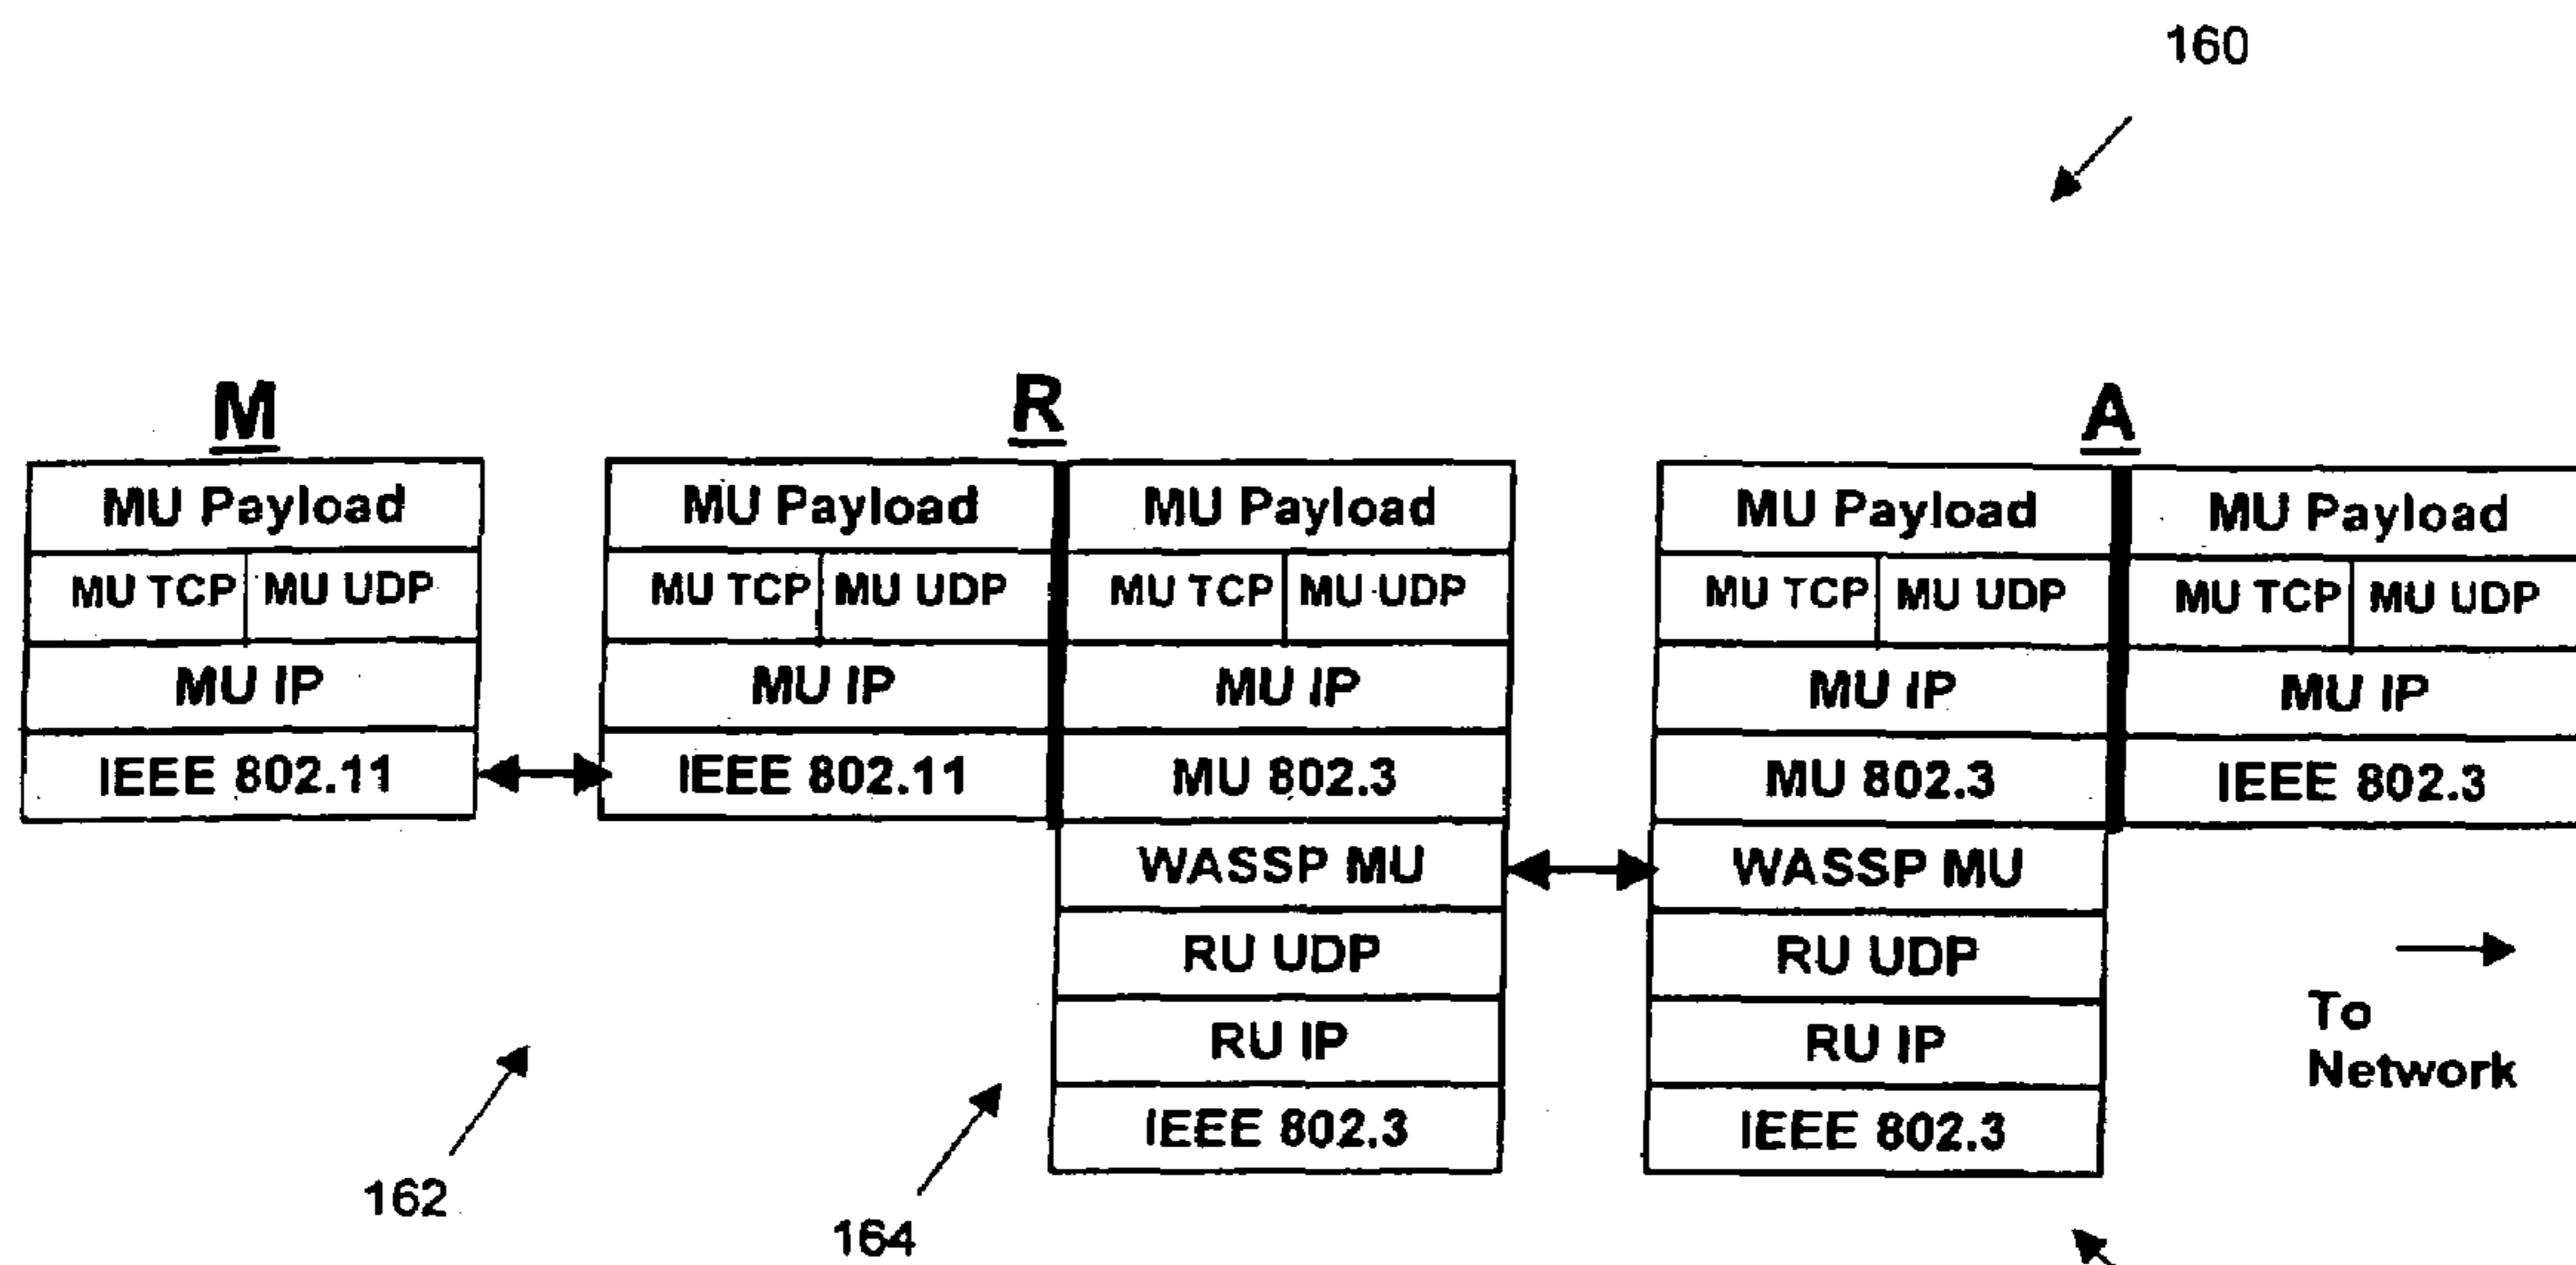 160
M
R
A
MU Payload
MU TCP MU UDP
MU IP
IEEE 802.11
MU Payload
MU TCP MU UDP
MU IP
IEEE 802.11
MU Payload
MU TCP MU UDP
MU IP
MU 802.3
WASSP MU
RU UDP
RU IP
IEEE 802.3
MU Payload
MU TCP MU UDP
MU IP
MU 802.3
WASSP MU
RU UDP
RU IP
IEEE 802.3
MU Payload
MU TCP MU UDP
MU IP
IEEE 802.3
To
Network
162
164